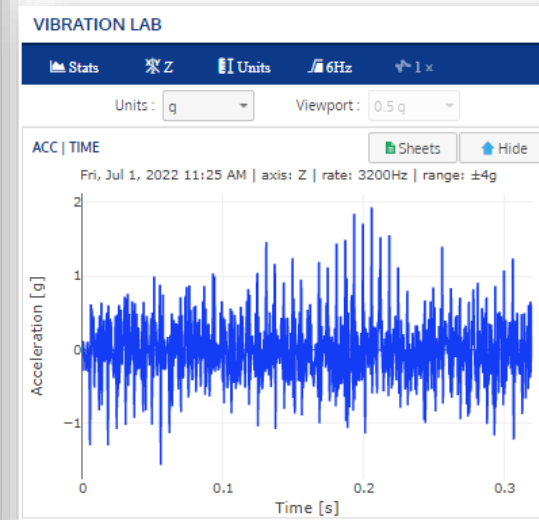 VIBRATION LAB
Stats Z Units 6Hz 1 ×
Units : g Viewport : 0.5 g
ACC | TIME Sheets Hide
Fri, Jul 1, 2022 11:25 AM | axis: Z | rate: 3200Hz | range: ±4g
2
1
0
−1
Acceleration [g]
0 0.1 0.2 0.3
Time [s]